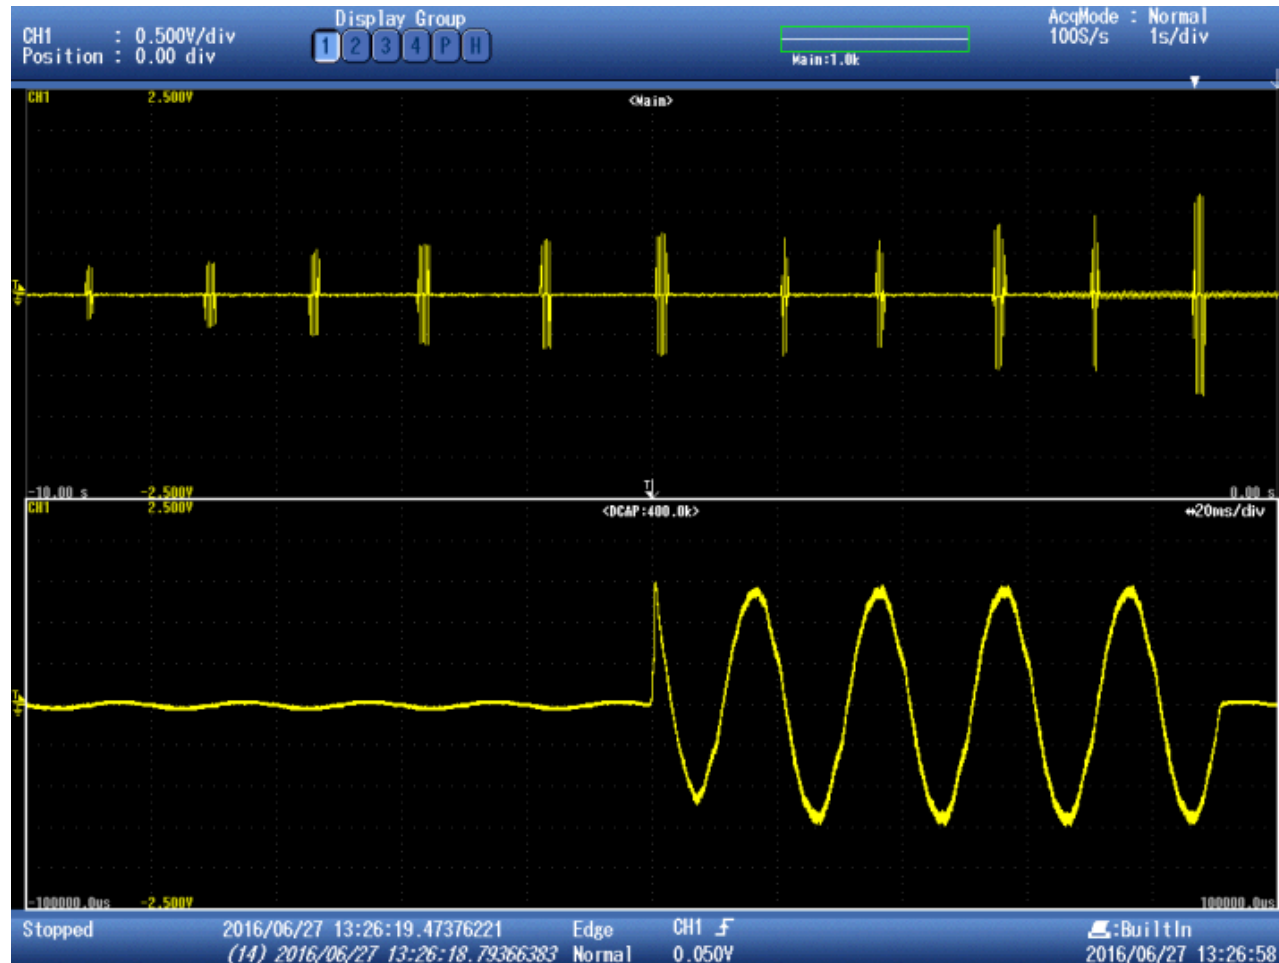 CH1 : 0.500V/div
Position : 0.00 div
Display Group
1 2 3 4 P H
Main:1.0k
AcqMode : Normal
100S/s 1s/div
CH1 2.500V <Main>
T
-10.00 s -2.500V T 0.00 s
CH1 2.500V <DCAP:400.0k> ↔20ms/div
T
-100000.0us -2.500V 100000.0us
Stopped 2016/06/27 13:26:19.47376221 Edge CH1 :BuiltIn
(14) 2016/06/27 13:26:18.79366383 Normal 0.050V 2016/06/27 13:26:58